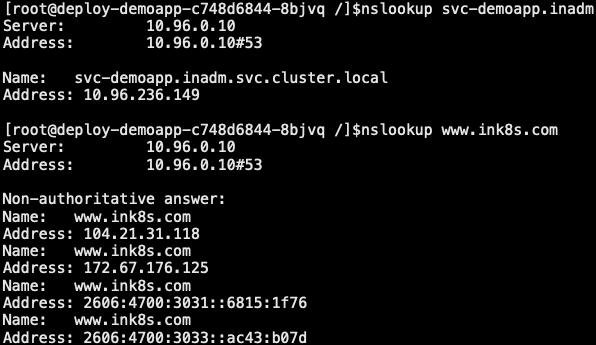 [root@deploy-demoapp-c748d6844-8bjvq /]$nslookup svc-demoapp.inadm
Server:         10.96.0.10
Address:        10.96.0.10#53

Name:   svc-demoapp.inadm.svc.cluster.local
Address: 10.96.236.149

[root@deploy-demoapp-c748d6844-8bjvq /]$nslookup www.ink8s.com
Server:         10.96.0.10
Address:        10.96.0.10#53

Non-authoritative answer:
Name:   www.ink8s.com
Address: 104.21.31.118
Name:   www.ink8s.com
Address: 172.67.176.125
Name:   www.ink8s.com
Address: 2606:4700:3031::6815:1f76
Name:   www.ink8s.com
Address: 2606:4700:3033::ac43:b07d